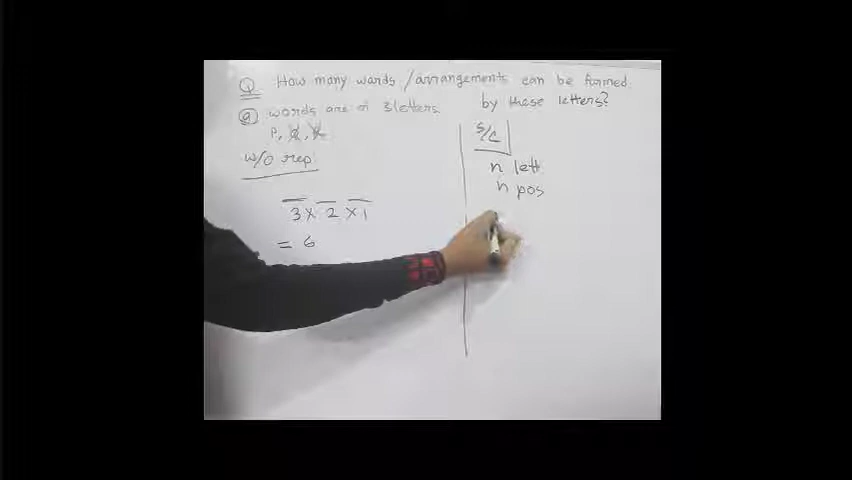 Q How many words / arrangements can be formed
by these letters?
a) words are of 3 letters.
P, Q, R
w/o rep
3 x 2 x 1
= 6
S/C
n lett
n pos